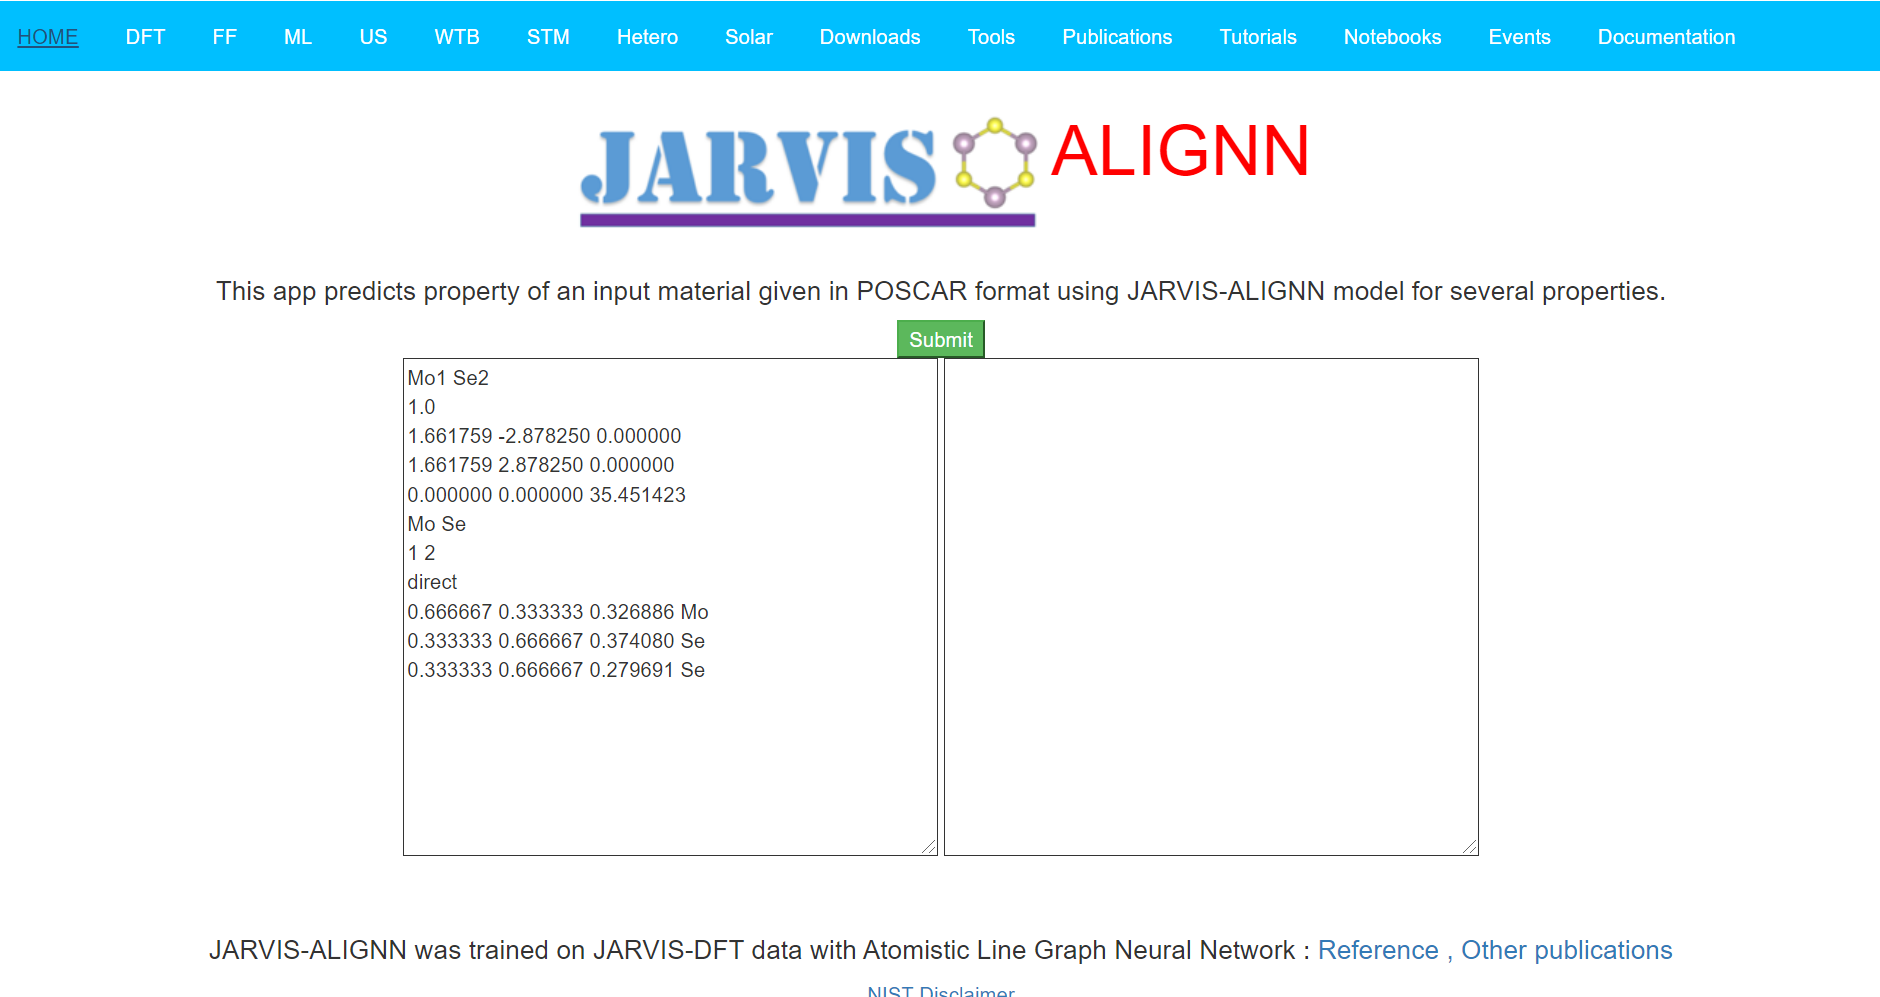 HOME DFT FF ML US WTB STM Hetero Solar Downloads Tools Publications Tutorials Notebooks Events Documentation
JARVIS ALIGNN
This app predicts property of an input material given in POSCAR format using JARVIS-ALIGNN model for several properties.
Submit
Mo1 Se2
1.0
1.661759 -2.878250 0.000000
1.661759 2.878250 0.000000
0.000000 0.000000 35.451423
Mo Se
1 2
direct
0.666667 0.333333 0.326886 Mo
0.333333 0.666667 0.374080 Se
0.333333 0.666667 0.279691 Se
JARVIS-ALIGNN was trained on JARVIS-DFT data with Atomistic Line Graph Neural Network : Reference , Other publications
NIST Disclaimer